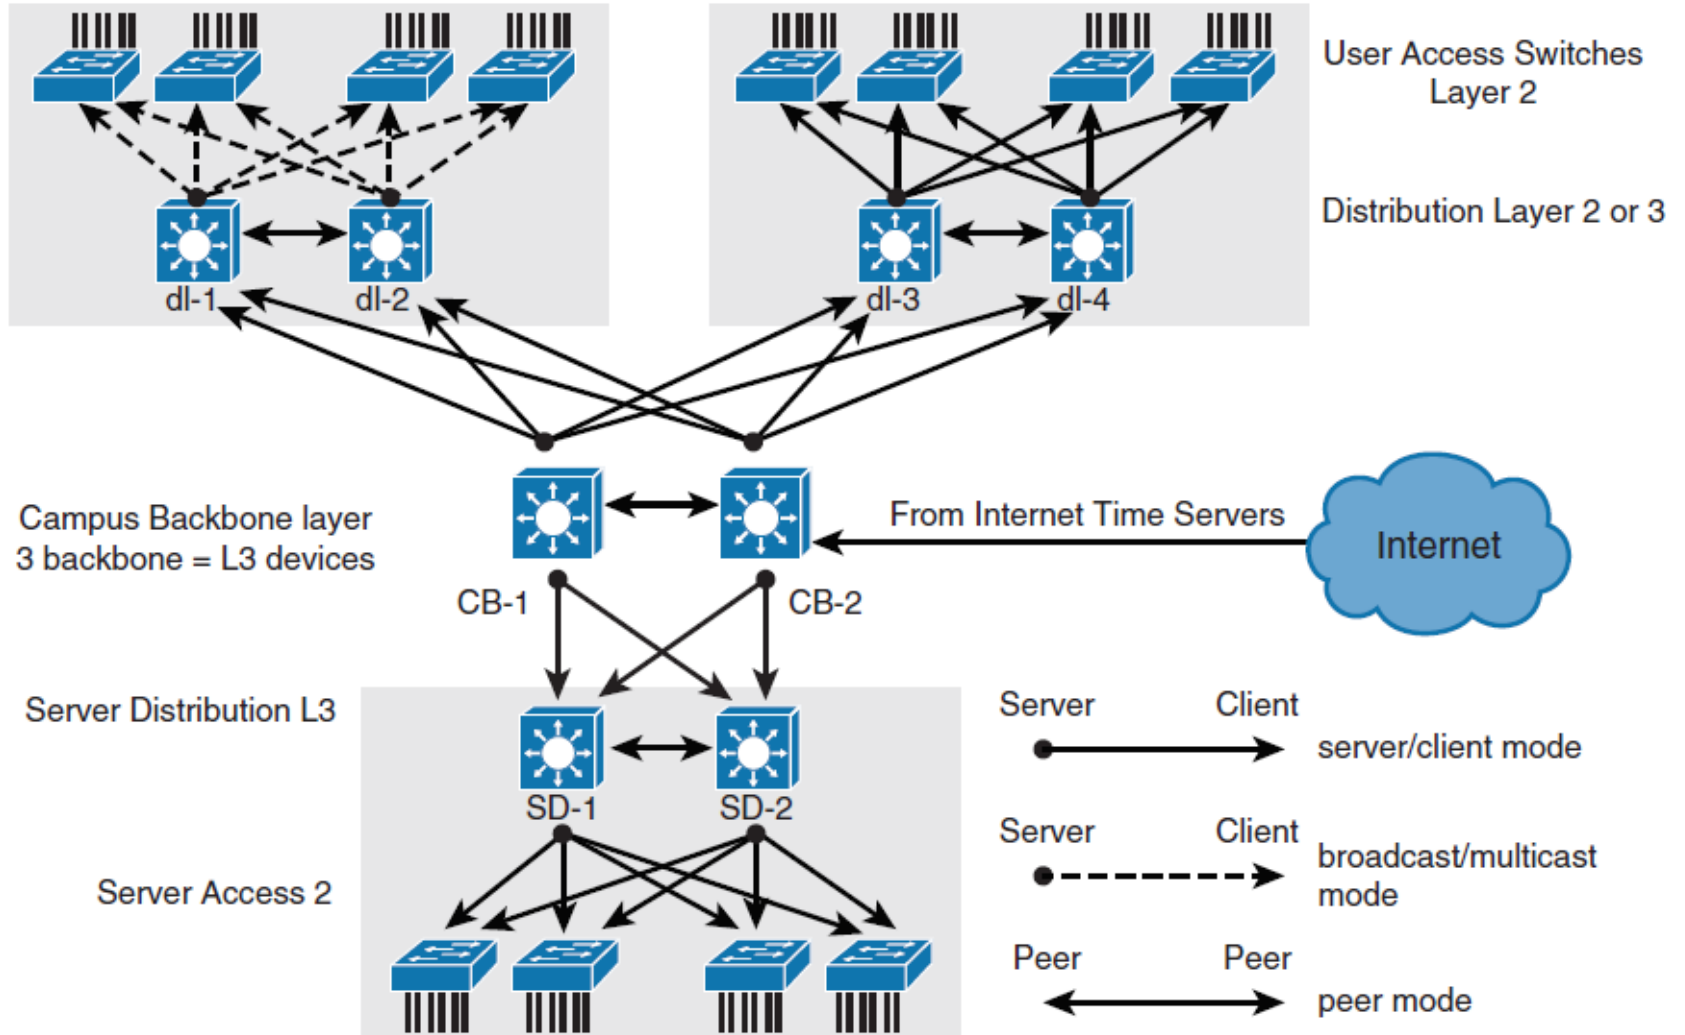 User Access Switches
Layer 2
Distribution Layer 2 or 3
dl-1
dl-2
dl-3
dl-4
Campus Backbone layer
3 backbone = L3 devices
From Internet Time Servers
Internet
CB-1
CB-2
Server Distribution L3
SD-1
SD-2
Server Access 2
Server Client
server/client mode
Server Client
broadcast/multicast
mode
Peer Peer
peer mode